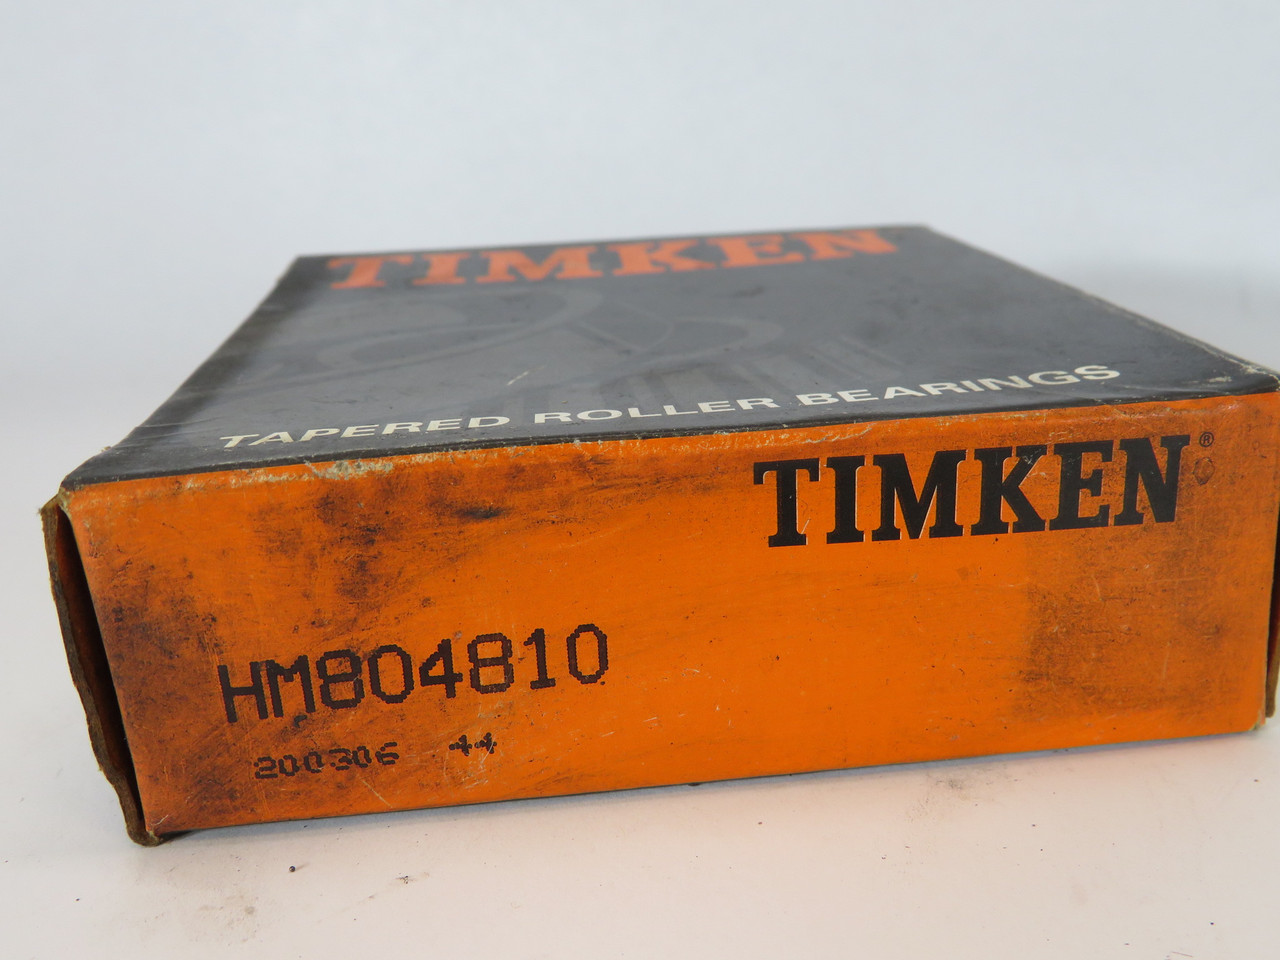 TIMKEN
TAPERED ROLLER BEARINGS
TIMKEN®
HM804810
200306 44